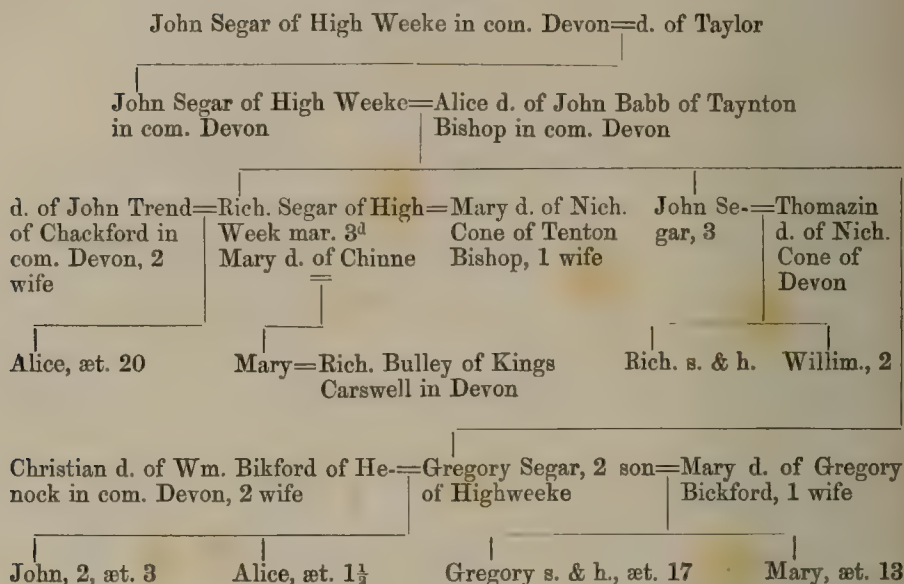 John Segar of High Weeke in com. Devon=d. of Taylor
John Segar of High Weeke=Alice d. of John Babb of Taynton
in com. Devon
Bishop in com. Devon
d. of John Trend=Rich. Segar of High=Mary d. of Nich.
of Chackford in
com. Devon, 2
wife
Week mar. 3ᵈ
Mary d. of Chinne
Cone of Tenton
Bishop, 1 wife
John Se-=Thomazin
gar, 3
d. of Nich.
Cone of
Devon
Alice, æt. 20
Mary=Rich. Bulley of Kings
Carswell in Devon
Rich. s. & h.
Willim., 2
Christian d. of Wm. Bikford of He-=Gregory Segar, 2 son=Mary d. of Gregory
nock in com. Devon, 2 wife
of Highweeke
Bickford, 1 wife
John, 2, æt. 3
Alice, æt. 1½
Gregory s. & h., æt. 17
Mary, æt. 13